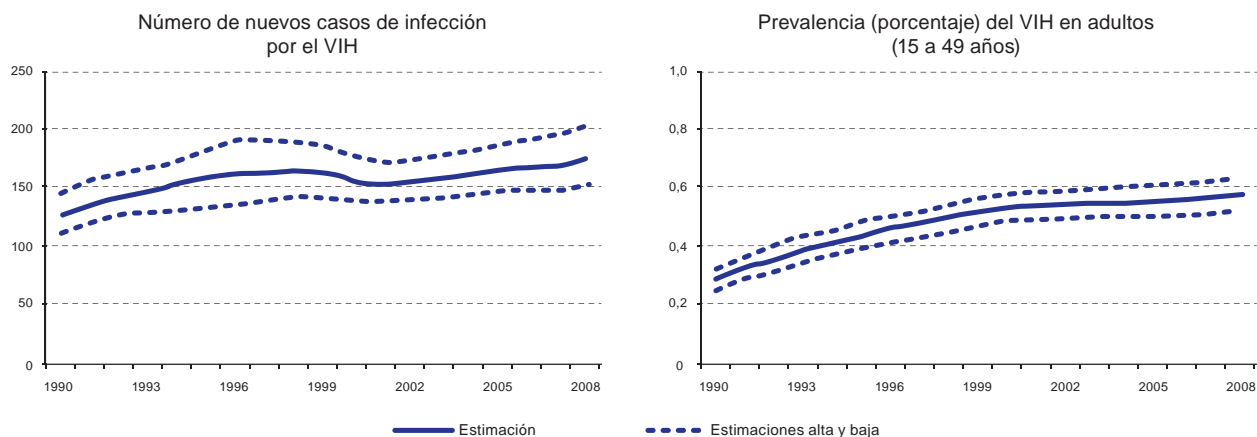 Número de nuevos casos de infección
por el VIH
250
200
150
100
50
0
1990 1993 1996 1999 2002 2005 2008
Prevalencia (porcentaje) del VIH en adultos
(15 a 49 años)
1,0
0,8
0,6
0,4
0,2
0
1990 1993 1996 1999 2002 2005 2008
Estimación Estimaciones alta y baja